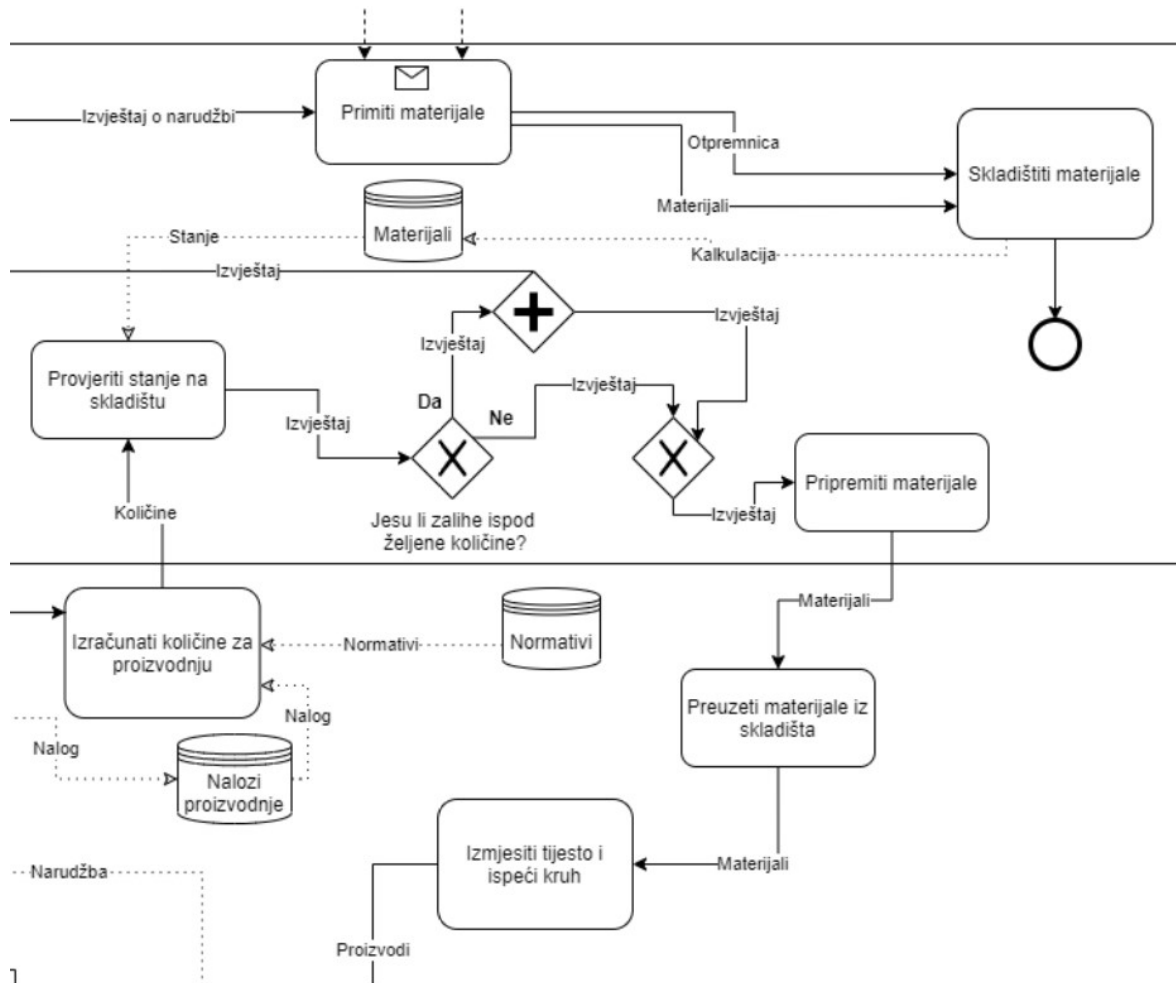 Izvještaj o narudžbi
Primiti materijale
Otpremnica
Materijali
Skladištiti materijale
Stanje
Materijali
Kalkulacija
Izvještaj
Provjeriti stanje na
skladištu
Izvještaj
Da
Izvještaj
Ne
Izvještaj
Izvještaj
Jesu li zalihe ispod
željene količine?
Izvještaj
Pripremiti materijale
Količine
Materijali
Izračunati količine za
proizvodnju
Normativi
Normativi
Preuzeti materijale iz
skladišta
Nalog
Nalozi
proizvodnje
Nalog
Izmjesiti tijesto i
ispeći kruh
Materijali
Narudžba
Proizvodi